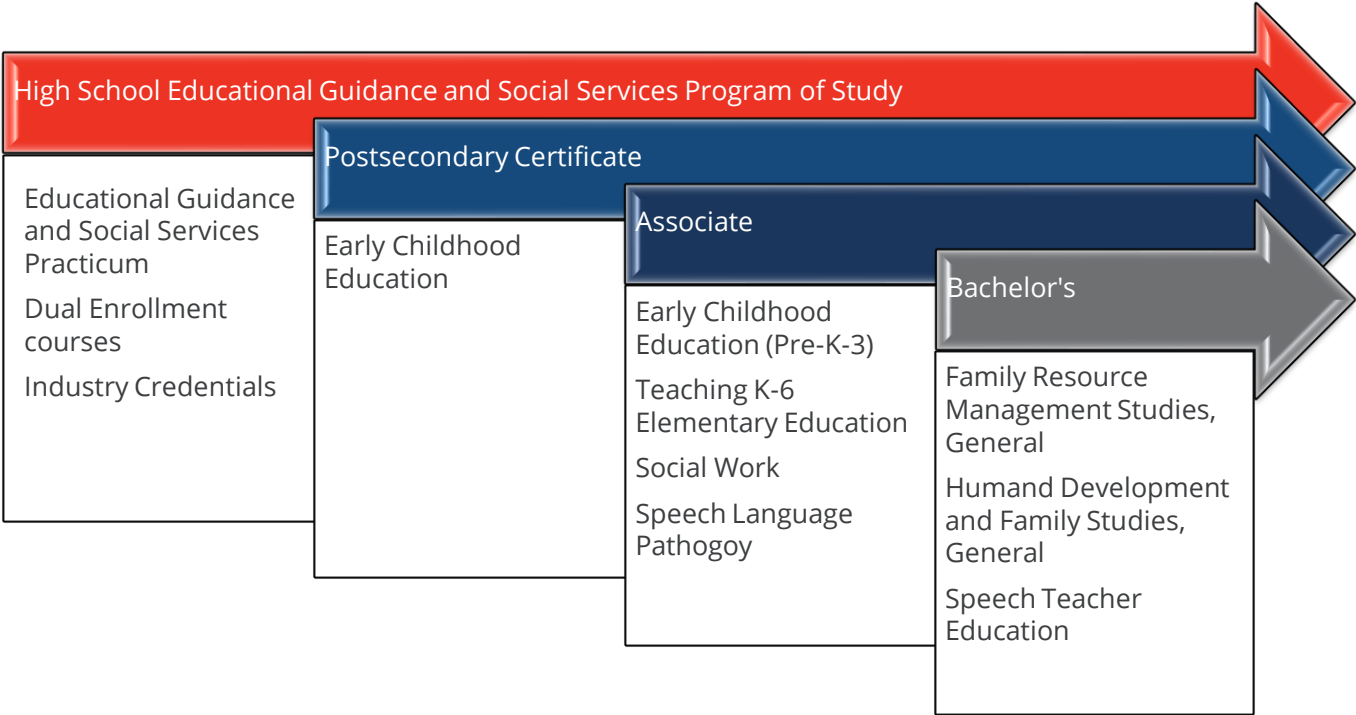 High School Educational Guidance and Social Services Program of Study
Educational Guidance
and Social Services
Practicum
Dual Enrollment
courses
Industry Credentials
Postsecondary Certificate
Early Childhood
Education
Associate
Early Childhood
Education (Pre-K-3)
Teaching K-6
Elementary Education
Social Work
Speech Language
Pathogoy
Bachelor's
Family Resource
Management Studies,
General
Humand Development
and Family Studies,
General
Speech Teacher
Education